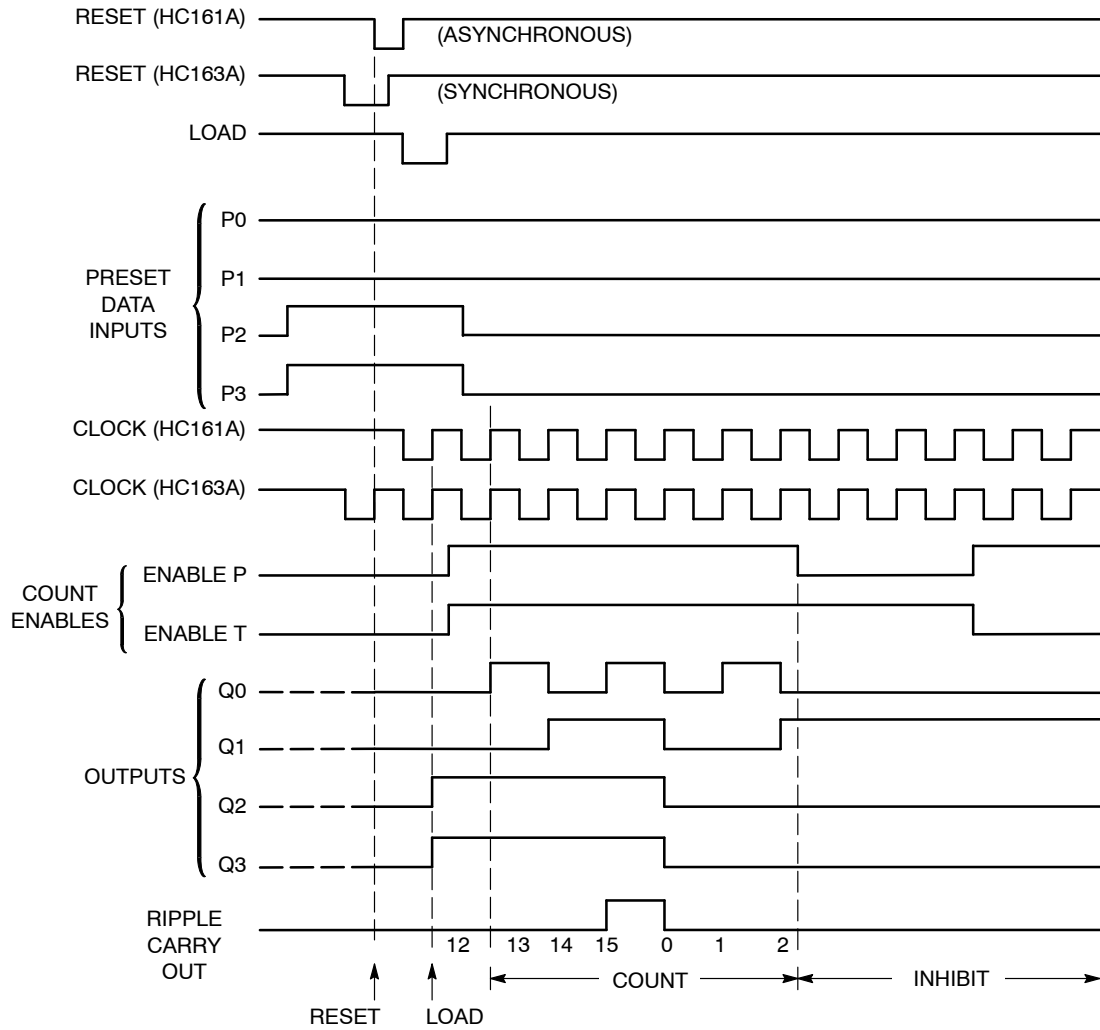 RESET (HC161A)
(ASYNCHRONOUS)
RESET (HC163A)
(SYNCHRONOUS)
LOAD
PRESET
DATA
INPUTS
P0
P1
P2
P3
CLOCK (HC161A)
CLOCK (HC163A)
COUNT
ENABLES
ENABLE P
ENABLE T
OUTPUTS
Q0
Q1
Q2
Q3
RIPPLE
CARRY
OUT
12 13 14 15 0 1 2
COUNT
INHIBIT
RESET
LOAD